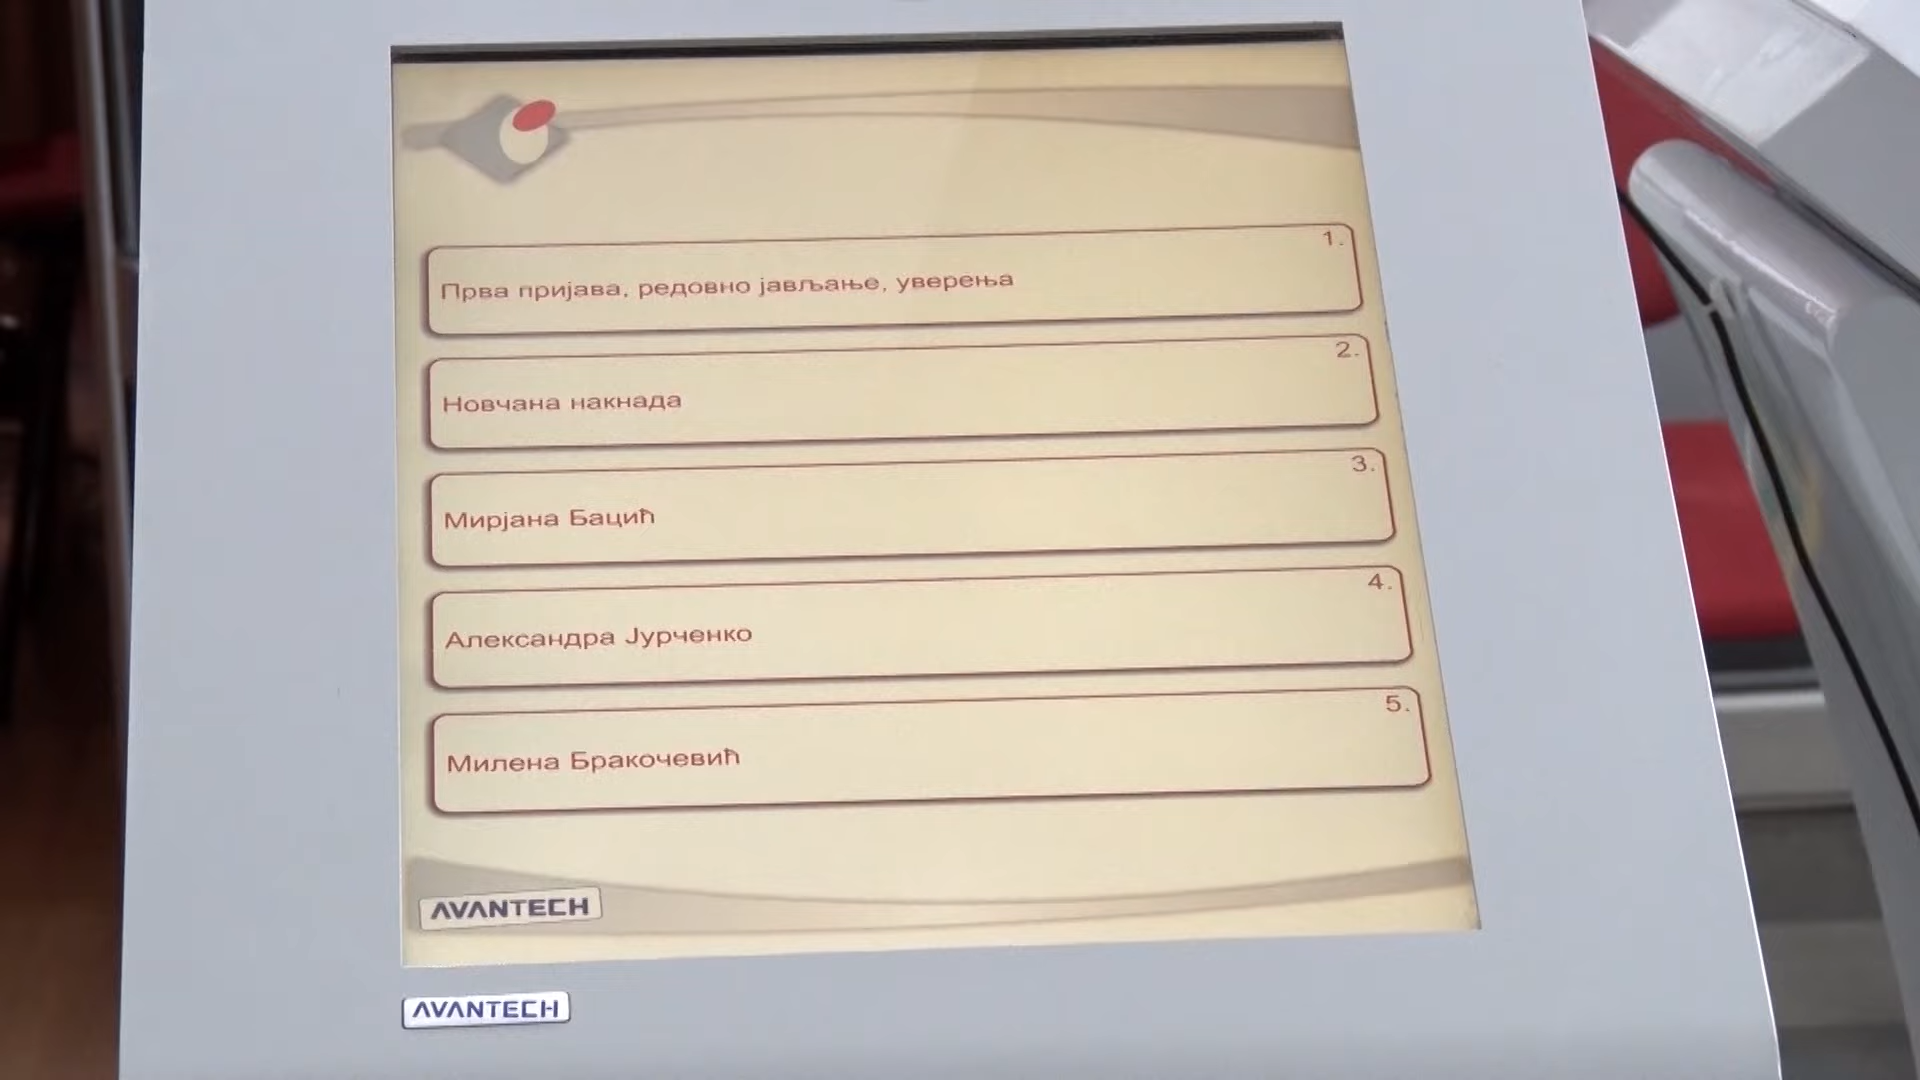 1.
Прва пријава, редовно јављање, уверења
2.
Новчана накнада
3.
Мирјана Бацић
4.
Александра Јурченко
5.
Милена Бракочевић
AVANTECH
AVANTECH